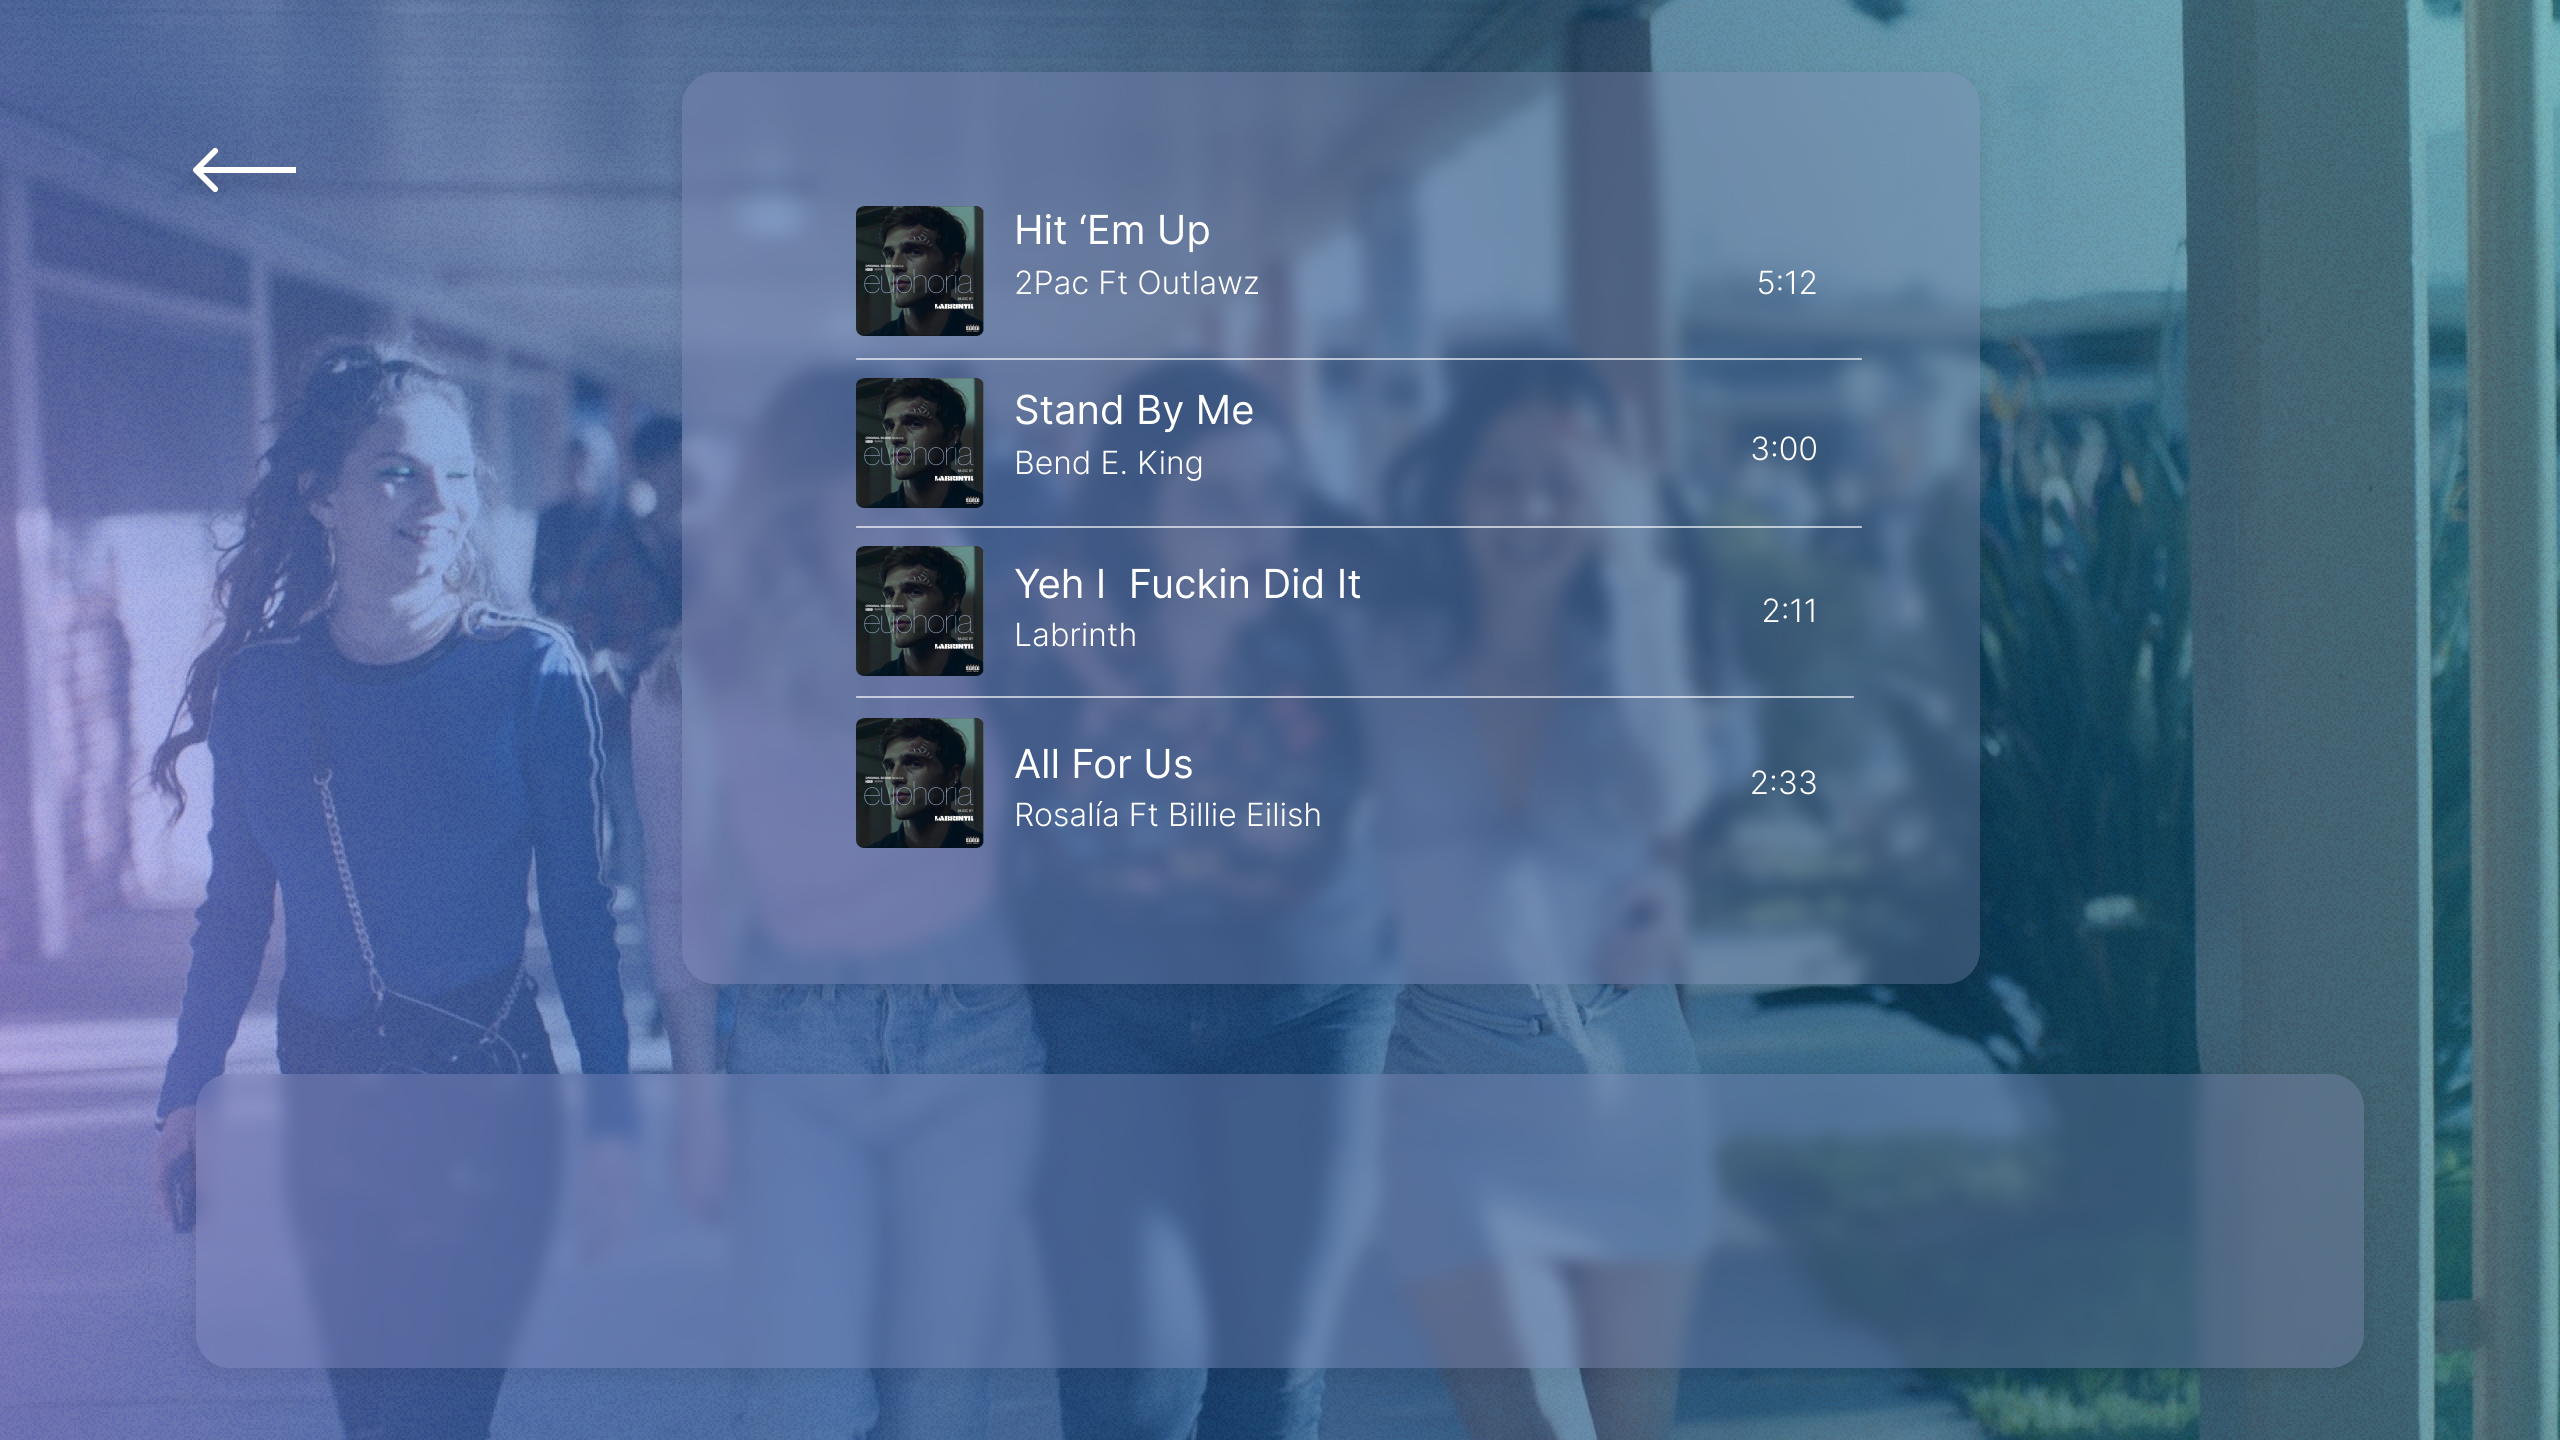 Hit ‘Em Up
2Pac Ft Outlawz
5:12
euphoria
LABRINTH
Stand By Me
Bend E. King
3:00
euphoria
LABRINTH
Yeh I  Fuckin Did It
Labrinth
2:11
euphoria
LABRINTH
All For Us
Rosalía Ft Billie Eilish
2:33
euphoria
LABRINTH